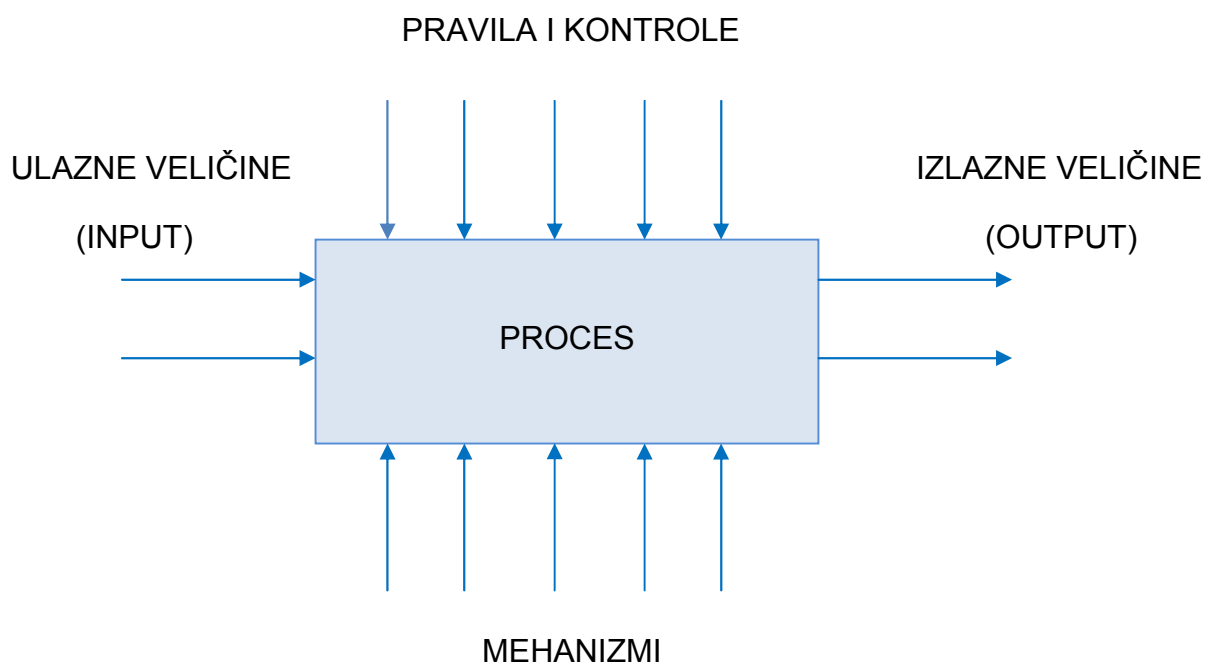 PRAVILA I KONTROLE
ULAZNE VELIČINE
(INPUT)
IZLAZNE VELIČINE
(OUTPUT)
PROCES
MEHANIZMI